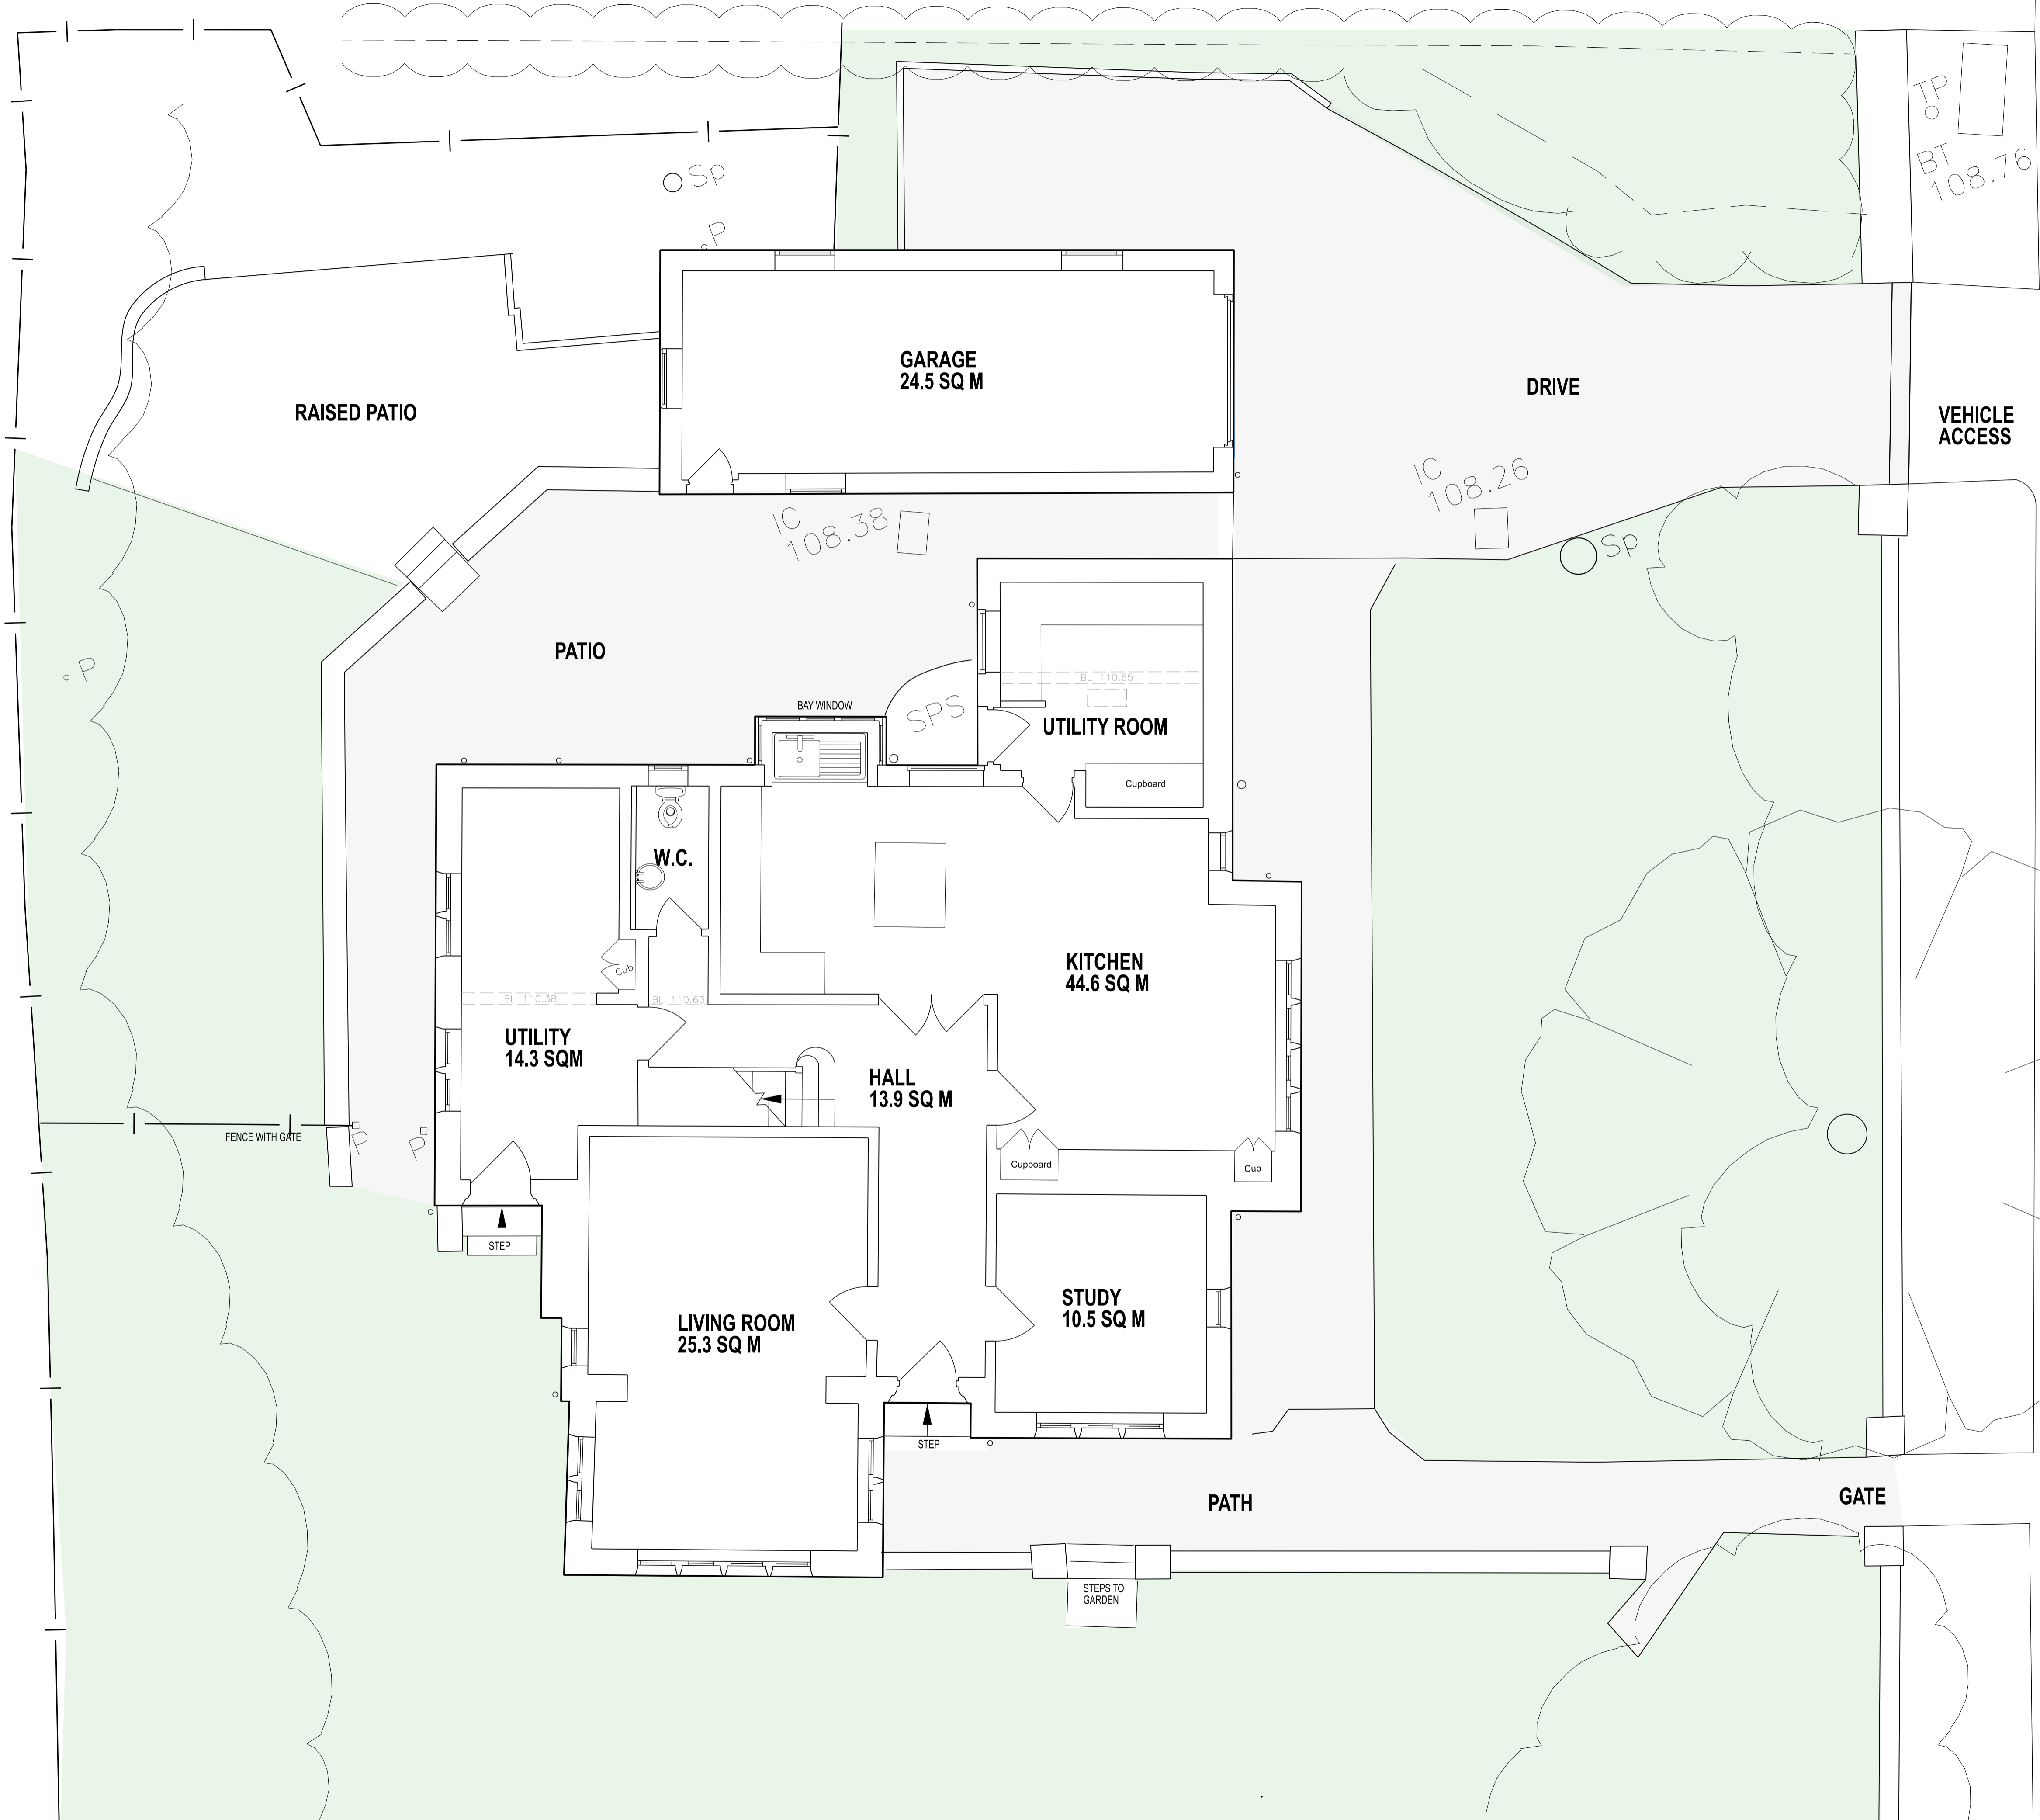 TP
BT
108.76
Sp
P
GARAGE
24.5 SQ M
DRIVE
RAISED PATIO
VEHICLE
ACCESS
IC
108.26
IC
108.38
Sp
PATIO
P
BL 110.65
BAY WINDOW
SPS
UTILITY ROOM
Cupboard
W.C.
KITCHEN
44.6 SQ M
Cub
BL 110.38
BL 110.63
UTILITY
14.3 SQM
HALL
13.9 SQ M
FENCE WITH GATE
P
P
Cupboard
Cub
STEP
STUDY
10.5 SQ M
LIVING ROOM
25.3 SQ M
STEP
PATH
GATE
STEPS TO
GARDEN